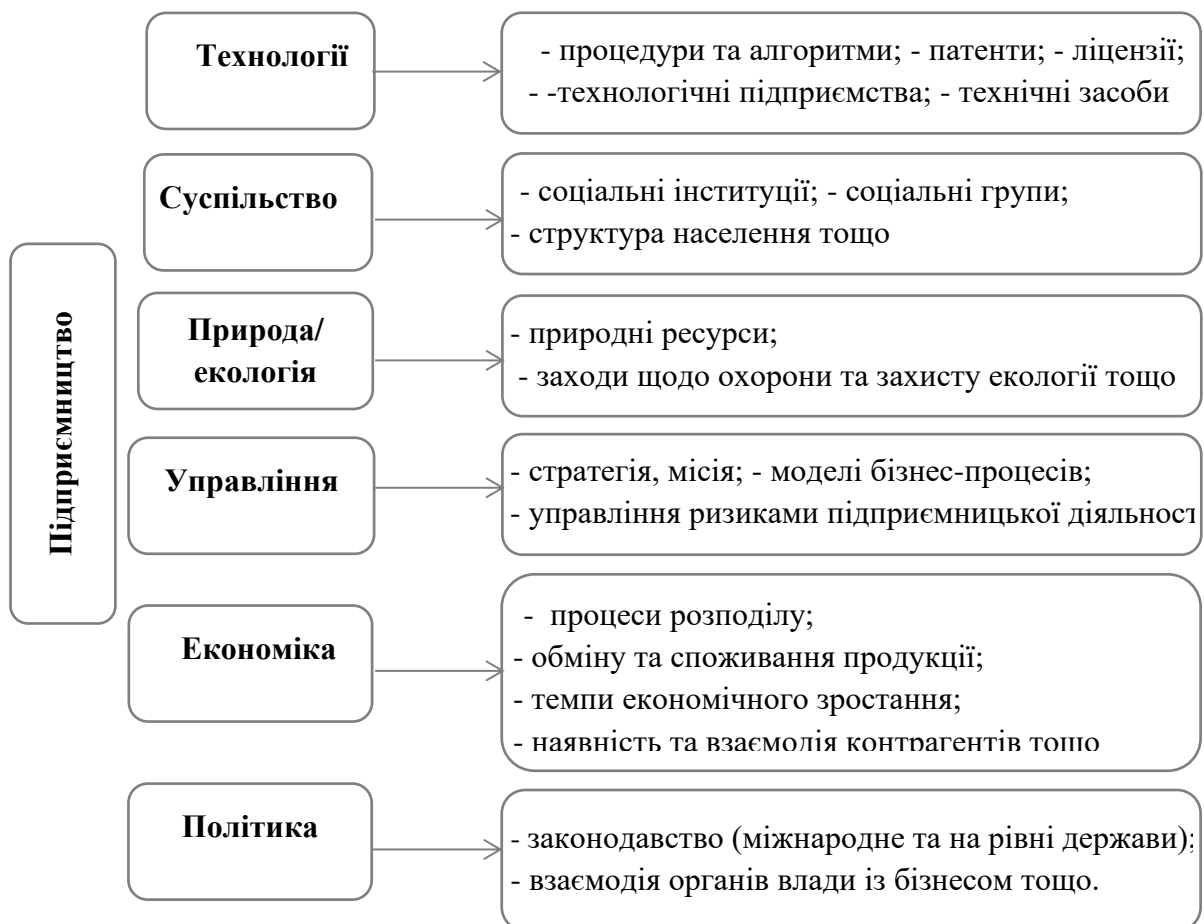 Підприємництво
Технології
- процедури та алгоритми; - патенти; - ліцензії;
- -технологічні підприємства; - технічні засоби
Суспільство
- соціальні інституції; - соціальні групи;
- структура населення тощо
Природа/
екологія
- природні ресурси;
- заходи щодо охорони та захисту екології тощо
Управління
- стратегія, місія; - моделі бізнес-процесів;
- управління ризиками підприємницької діяльност
Економіка
- процеси розподілу;
- обміну та споживання продукції;
- темпи економічного зростання;
- наявність та взаємодія контрагентів тощо
Політика
- законодавство (міжнародне та на рівні держави);
- взаємодія органів влади із бізнесом тощо.